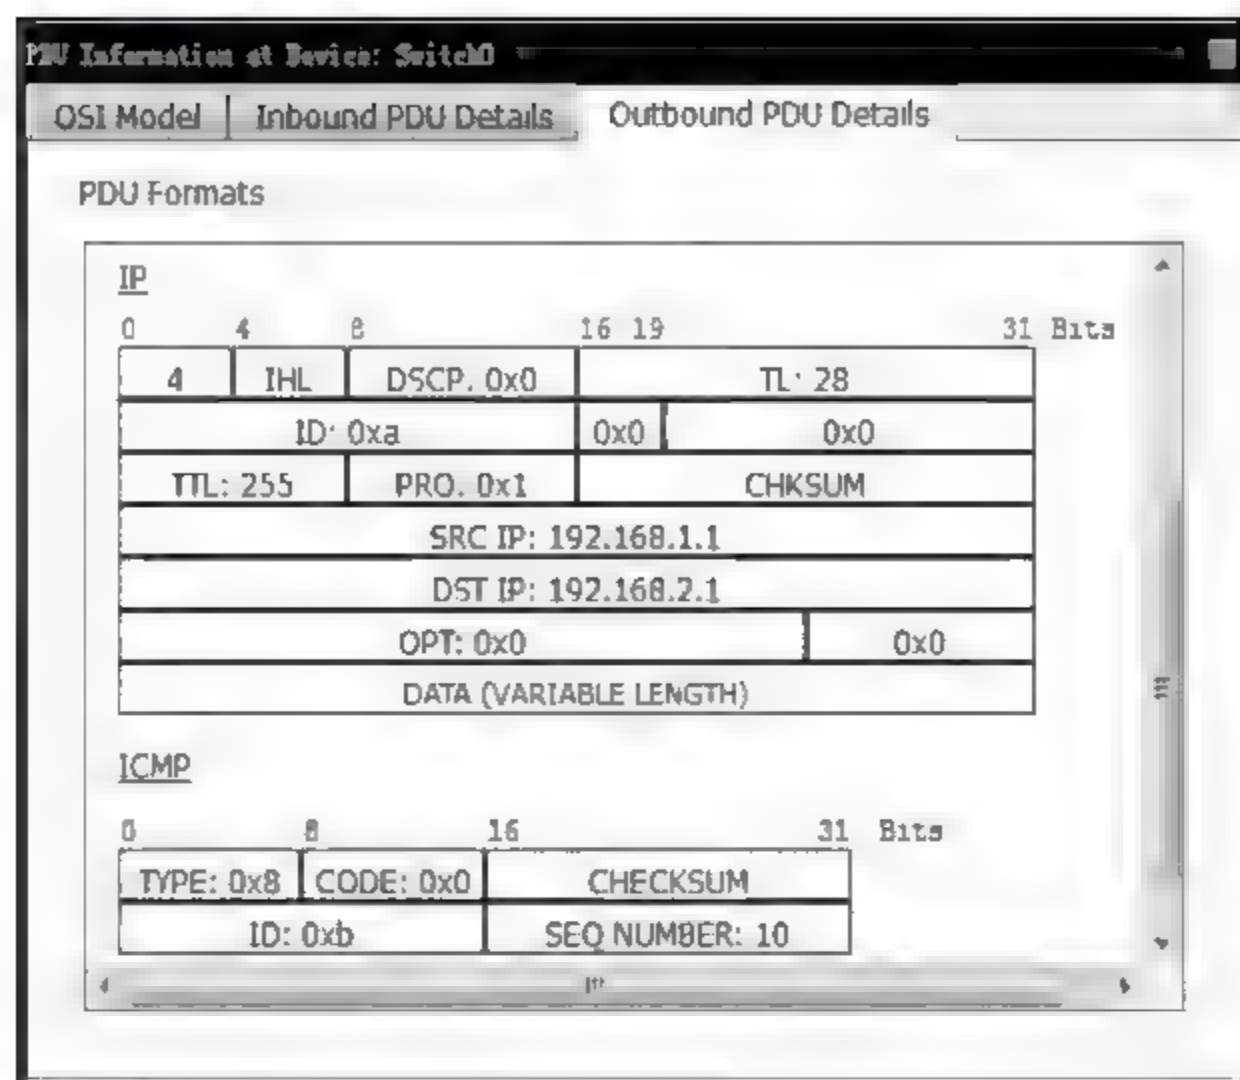 PDU Information at Device: Switch0
OSI Model Inbound PDU Details Outbound PDU Details
PDU Formats
IP
0 4 8 16 19 31 Bits
4 IHL DSCP: 0x0 TL: 28
ID: 0xa 0x0 0x0
TTL: 255 PRO: 0x1 CHKSUM
SRC IP: 192.168.1.1
DST IP: 192.168.2.1
OPT: 0x0 0x0
DATA (VARIABLE LENGTH)
ICMP
0 8 16 31 Bits
TYPE: 0x8 CODE: 0x0 CHECKSUM
ID: 0xb SEQ NUMBER: 10